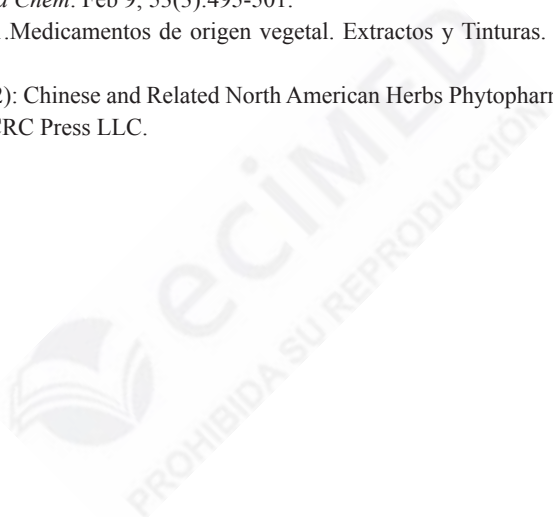 d Chem. Feb 9; 53(3):495-501.
.Medicamentos de origen vegetal. Extractos y Tinturas.
2): Chinese and Related North American Herbs Phytopharm
CRC Press LLC.
eciMED
PROHIBIDA SU REPRODUCCIÓN